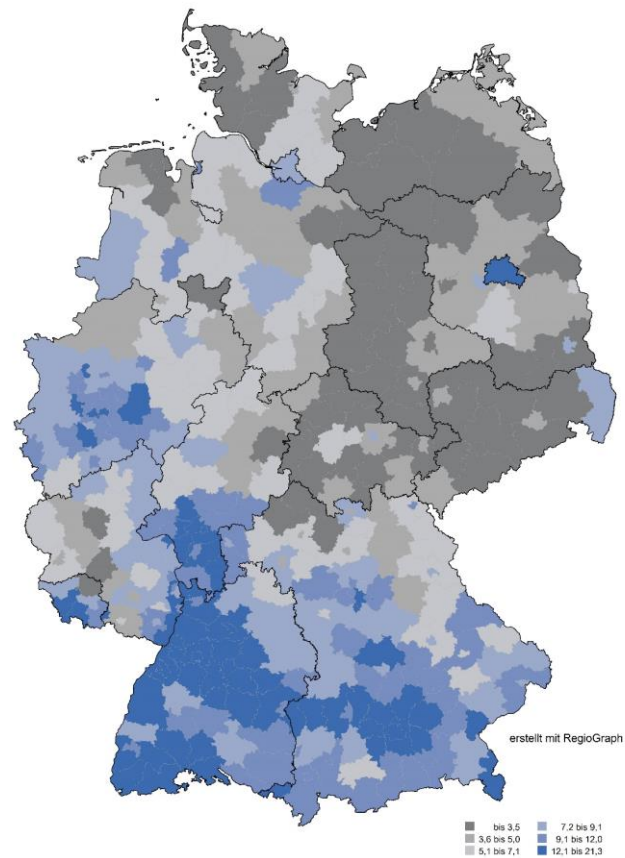 erstellt mit RegioGraph
bis 3,5 7,2 bis 9,1
3,6 bis 5,0 9,1 bis 12,0
5,1 bis 7,1 12,1 bis 21,3